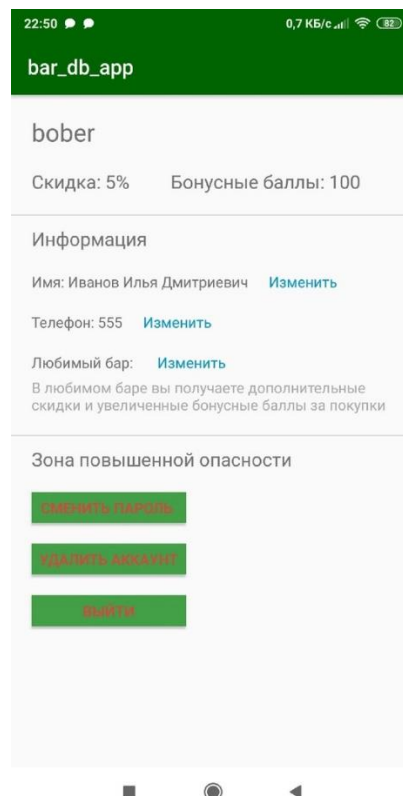 22:50 0,7 КБ/с 82
bar_db_app
bober
Скидка: 5% Бонусные баллы: 100
Информация
Имя: Иванов Илья Дмитриевич Изменить
Телефон: 555 Изменить
Любимый бар: Изменить
В любимом баре вы получаете дополнительные
скидки и увеличенные бонусные баллы за покупки
Зона повышенной опасности
СМЕНИТЬ ПАРОЛЬ
УДАЛИТЬ АККАУНТ
ВЫЙТИ